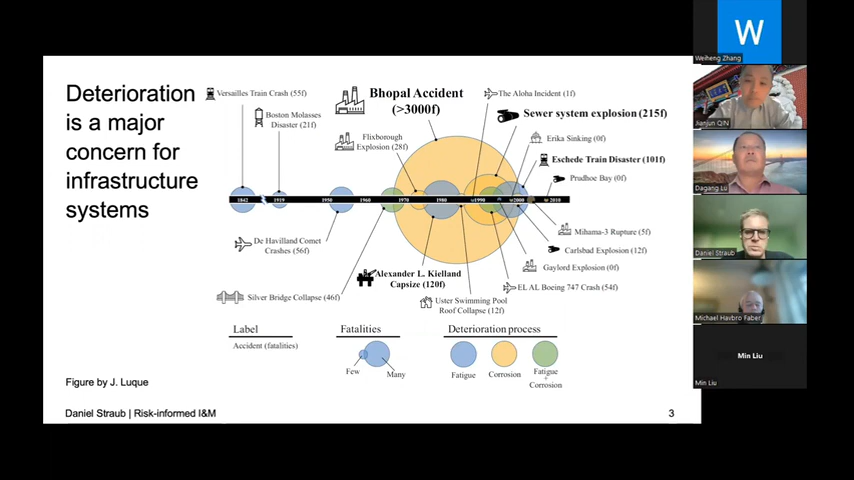 Deterioration
is a major
concern for
infrastructure
systems
Versailles Train Crash (55f)
Boston Molasses
Disaster (21f)
Bhopal Accident
(>3000f)
Flixborough
Explosion (28f)
The Aloha Incident (1f)
Sewer system explosion (215f)
Erika Sinking (0f)
Eschede Train Disaster (101f)
Prudhoe Bay (0f)
1842
1919
1950
1960
1970
1980
1990
2000
2010
De Havilland Comet
Crashes (56f)
Silver Bridge Collapse (46f)
Alexander L. Kielland
Capsize (120f)
Uster Swimming Pool
Roof Collapse (12f)
Mihama-3 Rupture (5f)
Carlsbad Explosion (12f)
Gaylord Explosion (0f)
EL AL Boeing 747 Crash (54f)
Label
Accident (fatalities)
Fatalities
Few
Many
Deterioration process
Fatigue
Corrosion
Fatigue
+
Corrosion
Figure by J. Luque
Daniel Straub | Risk-informed I&M
3
W
Weiheng Zhang
Jianjun QIN
Dagang Lu
Daniel Straub
Michael Havbro Faber
Min Liu
Min Liu